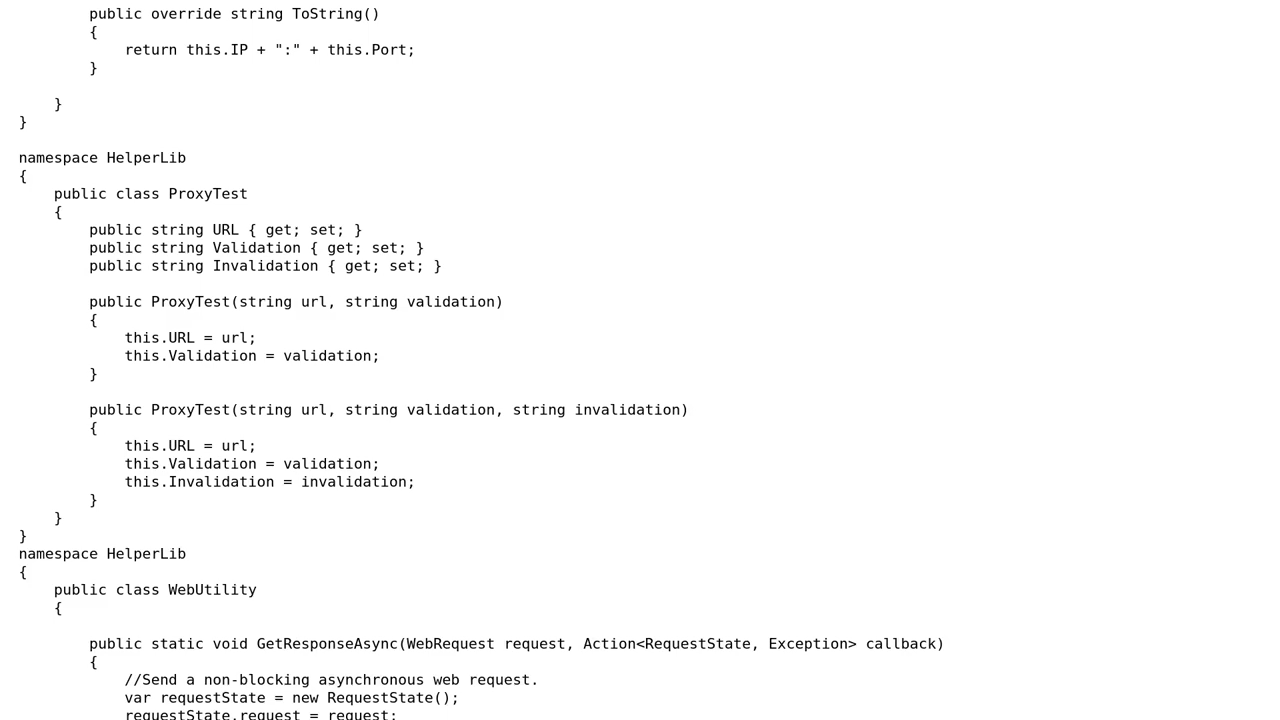 public override string ToString()
        {
            return this.IP + ":" + this.Port;
        }

    }
}

namespace HelperLib
{
    public class ProxyTest
    {
        public string URL { get; set; }
        public string Validation { get; set; }
        public string Invalidation { get; set; }

        public ProxyTest(string url, string validation)
        {
            this.URL = url;
            this.Validation = validation;
        }

        public ProxyTest(string url, string validation, string invalidation)
        {
            this.URL = url;
            this.Validation = validation;
            this.Invalidation = invalidation;
        }
    }
}
namespace HelperLib
{
    public class WebUtility
    {

        public static void GetResponseAsync(WebRequest request, Action<RequestState, Exception> callback)
        {
            //Send a non-blocking asynchronous web request.
            var requestState = new RequestState();
            requestState.request = request;